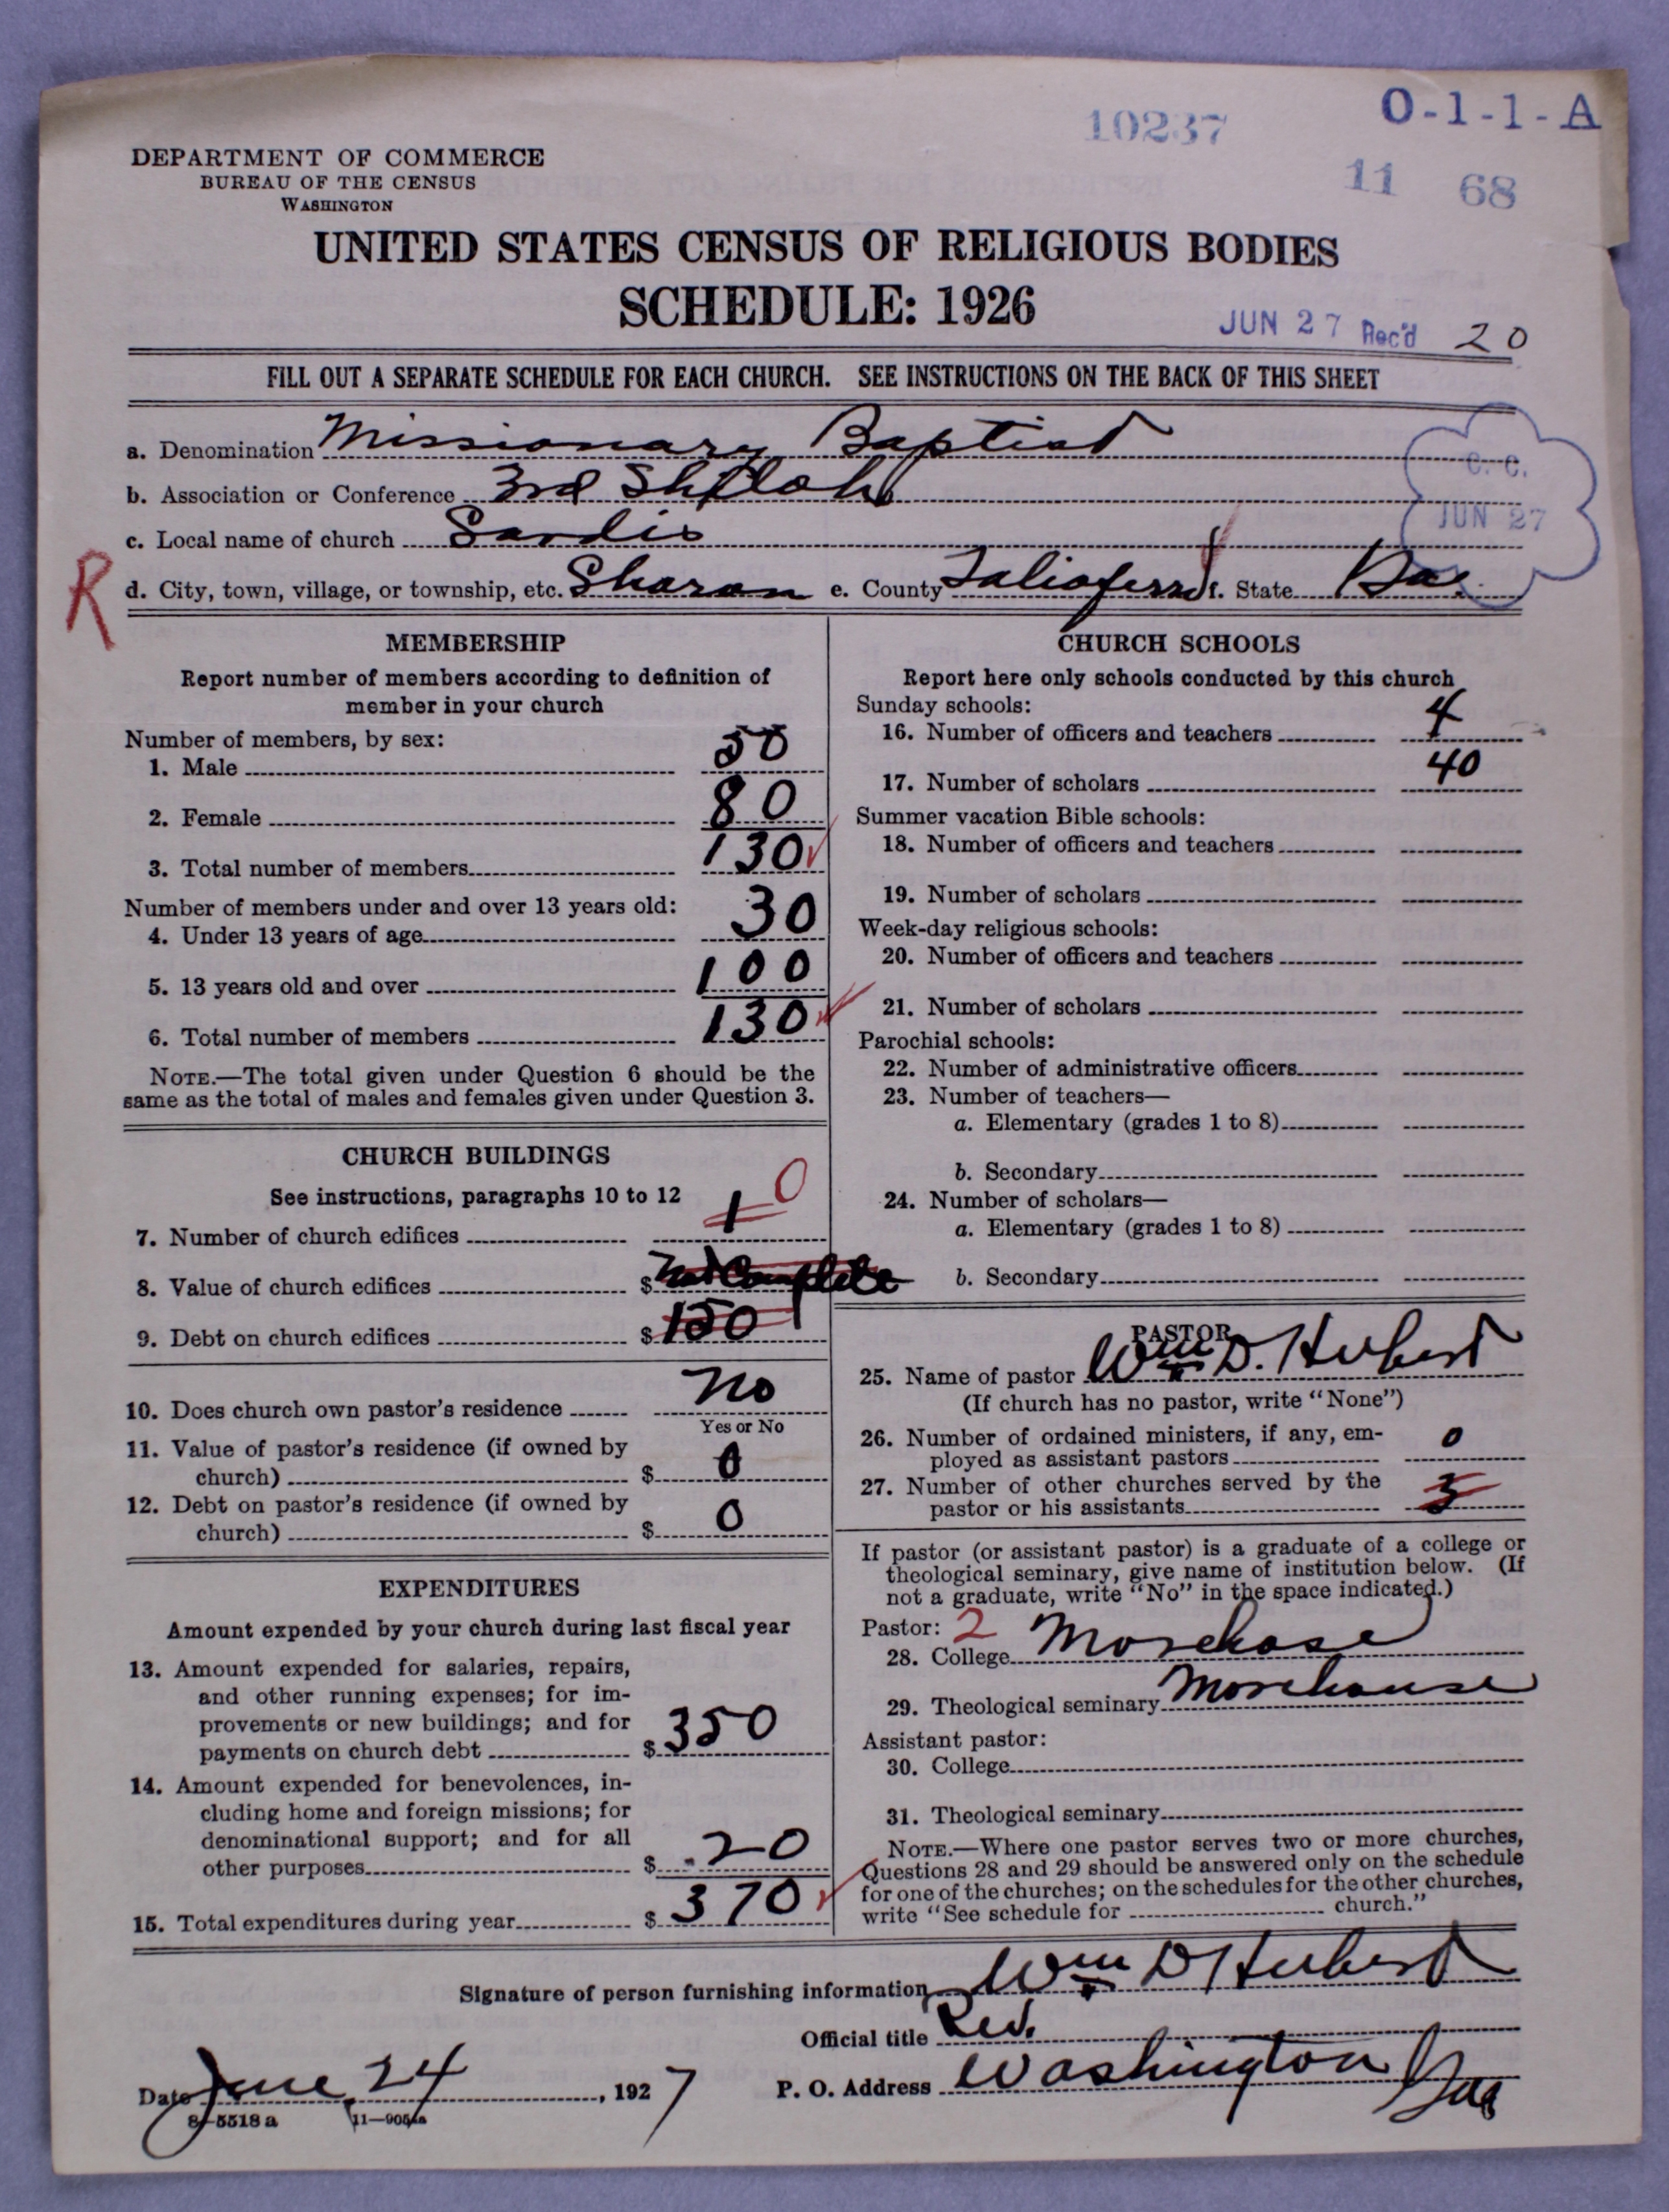 10237
O-1-1-A
11 68
DEPARTMENT OF COMMERCE
BUREAU OF THE CENSUS
WASHINGTON
UNITED STATES CENSUS OF RELIGIOUS BODIES
SCHEDULE: 1926
JUN 27 Rec'd 20
FILL OUT A SEPARATE SCHEDULE FOR EACH CHURCH. SEE INSTRUCTIONS ON THE BACK OF THIS SHEET
a. Denomination Missionary Baptist
b. Association or Conference 3rd Shiloh
C. C.
JUN 27
c. Local name of church Sardis
R
d. City, town, village, or township, etc. Sharon e. County Taliaferro f. State Ga.
MEMBERSHIP
Report number of members according to definition of
member in your church
Number of members, by sex:
1. Male 50
2. Female 80
3. Total number of members 130
Number of members under and over 13 years old:
4. Under 13 years of age 30
5. 13 years old and over 100
6. Total number of members 130
NOTE.—The total given under Question 6 should be the
same as the total of males and females given under Question 3.
CHURCH BUILDINGS
See instructions, paragraphs 10 to 12
7. Number of church edifices 1 0
8. Value of church edifices $ Not Complete
9. Debt on church edifices $ 150
10. Does church own pastor's residence No
Yes or No
11. Value of pastor's residence (if owned by
church) $ 0
12. Debt on pastor's residence (if owned by
church) $ 0
EXPENDITURES
Amount expended by your church during last fiscal year
13. Amount expended for salaries, repairs,
and other running expenses; for im-
provements or new buildings; and for
payments on church debt $ 350
14. Amount expended for benevolences, in-
cluding home and foreign missions; for
denominational support; and for all
other purposes $ 20
15. Total expenditures during year $ 370
CHURCH SCHOOLS
Report here only schools conducted by this church
Sunday schools:
16. Number of officers and teachers 4
17. Number of scholars 40
Summer vacation Bible schools:
18. Number of officers and teachers
19. Number of scholars
Week-day religious schools:
20. Number of officers and teachers
21. Number of scholars
Parochial schools:
22. Number of administrative officers
23. Number of teachers—
a. Elementary (grades 1 to 8)
b. Secondary
24. Number of scholars—
a. Elementary (grades 1 to 8)
b. Secondary
PASTOR
25. Name of pastor Wm D. Hubert
(If church has no pastor, write "None")
26. Number of ordained ministers, if any, em-
ployed as assistant pastors 0
27. Number of other churches served by the
pastor or his assistants 3
If pastor (or assistant pastor) is a graduate of a college or
theological seminary, give name of institution below. (If
not a graduate, write "No" in the space indicated.)
Pastor: 2
28. College Morehose
29. Theological seminary Morehouse
Assistant pastor:
30. College
31. Theological seminary
NOTE.—Where one pastor serves two or more churches,
Questions 28 and 29 should be answered only on the schedule
for one of the churches; on the schedules for the other churches,
write "See schedule for church."
Signature of person furnishing information Wm D Hubert
Official title Rev.
Date June 24, 1927 P. O. Address Washington Ga
8-5518 a 11-9054a